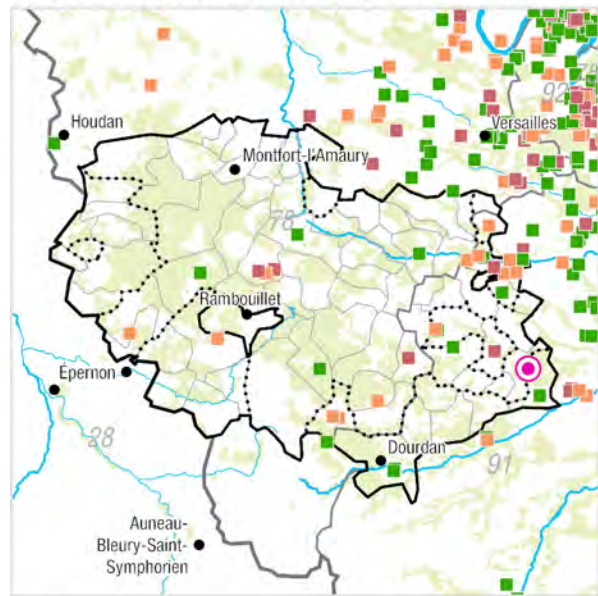 92
Houdan
Versailles
Montfort-l'Amaury
78
Rambouillet
Épernon
28
Dourdan
91
Auneau-
Bleury-Saint-
Symphorien